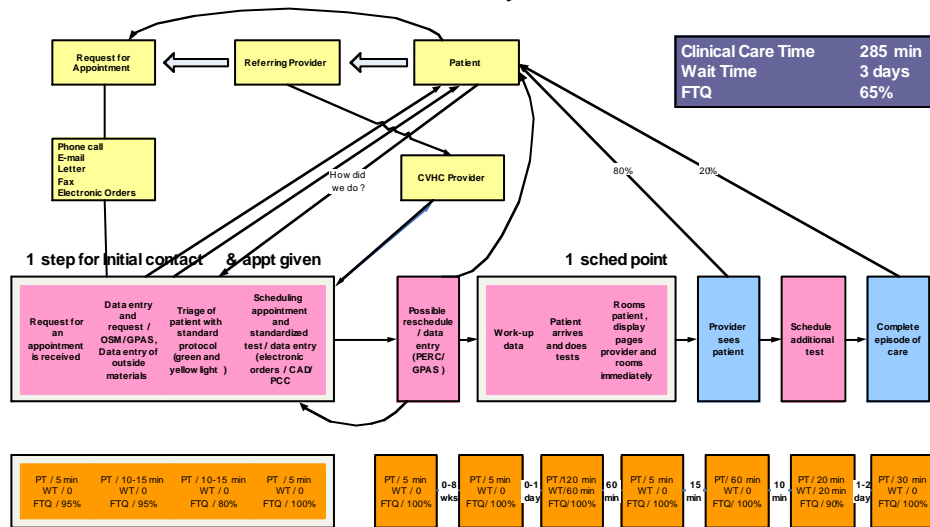 Request for
Appointment
Referring Provider
Patient
Clinical Care Time 285 min
Wait Time 3 days
FTQ 65%
Phone call
E-mail
Letter
Fax
Electronic Orders
How did
we do ?
CVHC Provider
80%
20%
1 step for Initial contact & appt given
1 sched point
Request for
an
appointment
is received
Data entry
and
request /
OSM/GPAS,
Data entry of
outside
materials
Triage of
patient with
standard
protocol
(green and
yellow light )
Scheduling
appointment
and
standardized
test / data entry
(electronic
orders / CAD/
PCC
Possible
reschedule /
data entry
(PERC/
GPAS )
Work-up
data
Patient
arrives
and does
tests
Rooms
patient ,
display
pages
provider and
rooms
immediately
Provider
sees
patient
Schedule
additional
test
Complete
episode of
care
PT / 5 min
WT / 0
FTQ / 95%
PT / 10-15 min
WT / 0
FTQ / 95%
PT / 10-15 min
WT / 0
FTQ / 80%
PT / 5 min
WT / 0
FTQ / 100%
PT / 5 min
WT / 0
FTQ/ 100%
0-8
wks
PT / 5 min
WT / 0
FTQ/ 100%
0-1
day
PT /120 min
WT/60 min
FTQ/ 100%
60
min
PT / 5 min
WT / 0
FTQ/ 100%
15
min
PT / 60 min
WT / 0
FTQ/ 100%
10
min
PT / 20 min
WT / 20 min
FTQ/ 90%
1-2
day
PT / 30 min
WT / 0
FTQ/ 100%